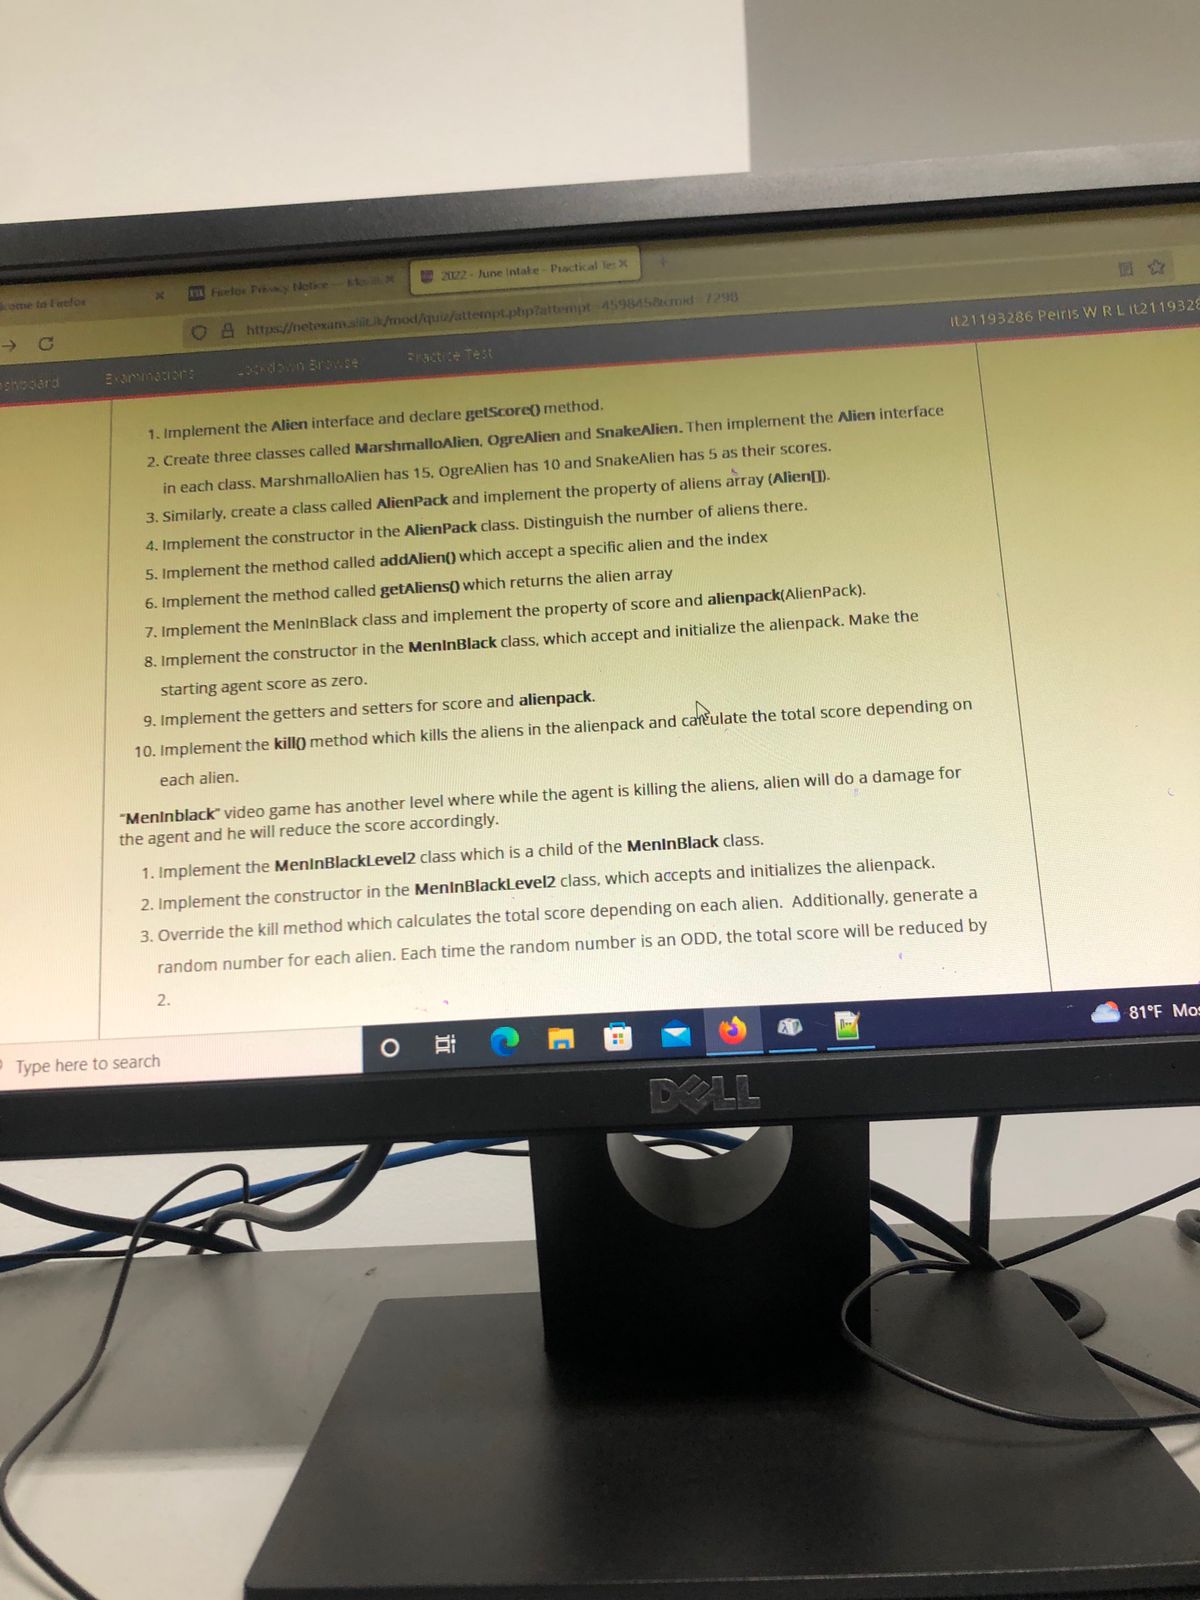 come to Firefox
Firefox Privacy Notice
2022 - June Intake - Practical Tes
https://netexam.sliit.lk/mod/quiz/attempt.php?attempt=459845&cmid=7298
Examinations Lockdown Browser Practice Test
it21193286 Peiris W R L it2119328
1. Implement the Alien interface and declare getScore() method.
2. Create three classes called MarshmalloAlien, OgreAlien and SnakeAlien. Then implement the Alien interface
in each class. MarshmalloAlien has 15, OgreAlien has 10 and SnakeAlien has 5 as their scores.
3. Similarly, create a class called AlienPack and implement the property of aliens array (Alien[]).
4. Implement the constructor in the AlienPack class. Distinguish the number of aliens there.
5. Implement the method called addAlien() which accept a specific alien and the index
6. Implement the method called getAliens() which returns the alien array
7. Implement the MenInBlack class and implement the property of score and alienpack(AlienPack).
8. Implement the constructor in the MenInBlack class, which accept and initialize the alienpack. Make the
starting agent score as zero.
9. Implement the getters and setters for score and alienpack.
10. Implement the kill() method which kills the aliens in the alienpack and calculate the total score depending on
each alien.
"MenInblack" video game has another level where while the agent is killing the aliens, alien will do a damage for
the agent and he will reduce the score accordingly.
1. Implement the MenInBlackLevel2 class which is a child of the MenInBlack class.
2. Implement the constructor in the MenInBlackLevel2 class, which accepts and initializes the alienpack.
3. Override the kill method which calculates the total score depending on each alien. Additionally, generate a
random number for each alien. Each time the random number is an ODD, the total score will be reduced by
2.
Type here to search
81°F Mos
DELL